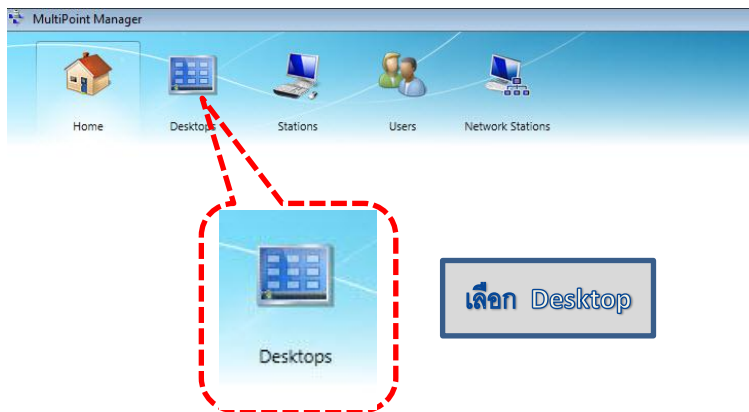 MultiPoint Manager
Home Desktops Stations Users Network Stations
เลือก Desktop
Desktops